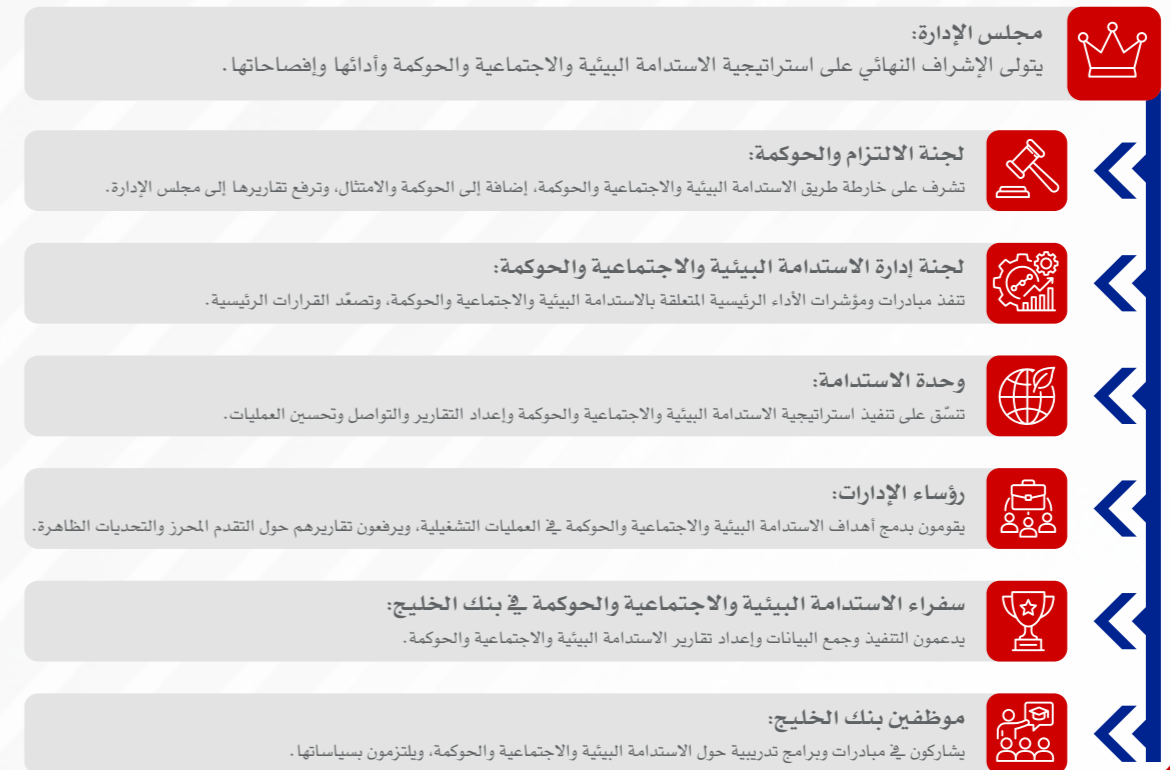 مجلس الإدارة:
يتولى الإشراف النهائي على استراتيجية الاستدامة البيئية والاجتماعية والحوكمة وأدائها وإفصاحاتها.
لجنة الالتزام والحوكمة:
تشرف على خارطة طريق الاستدامة البيئية والاجتماعية والحوكمة، إضافة إلى الحوكمة والامتثال، وترفع تقاريرها إلى مجلس الإدارة.
لجنة إدارة الاستدامة البيئية والاجتماعية والحوكمة:
تنفذ مبادرات ومؤشرات الأداء الرئيسية المتعلقة بالاستدامة البيئية والاجتماعية والحوكمة، وتصعّد القرارات الرئيسية.
وحدة الاستدامة:
تنسّق على تنفيذ استراتيجية الاستدامة البيئية والاجتماعية والحوكمة وإعداد التقارير والتواصل وتحسين العمليات.
رؤساء الإدارات:
يقومون بدمج أهداف الاستدامة البيئية والاجتماعية والحوكمة في العمليات التشغيلية، ويرفعون تقاريرهم حول التقدم المحرز والتحديات الظاهرة.
سفراء الاستدامة البيئية والاجتماعية والحوكمة في بنك الخليج:
يدعمون التنفيذ وجمع البيانات وإعداد تقارير الاستدامة البيئية والاجتماعية والحوكمة.
موظفين بنك الخليج:
يشاركون في مبادرات وبرامج تدريبية حول الاستدامة البيئية والاجتماعية والحوكمة، ويلتزمون بسياساتها.